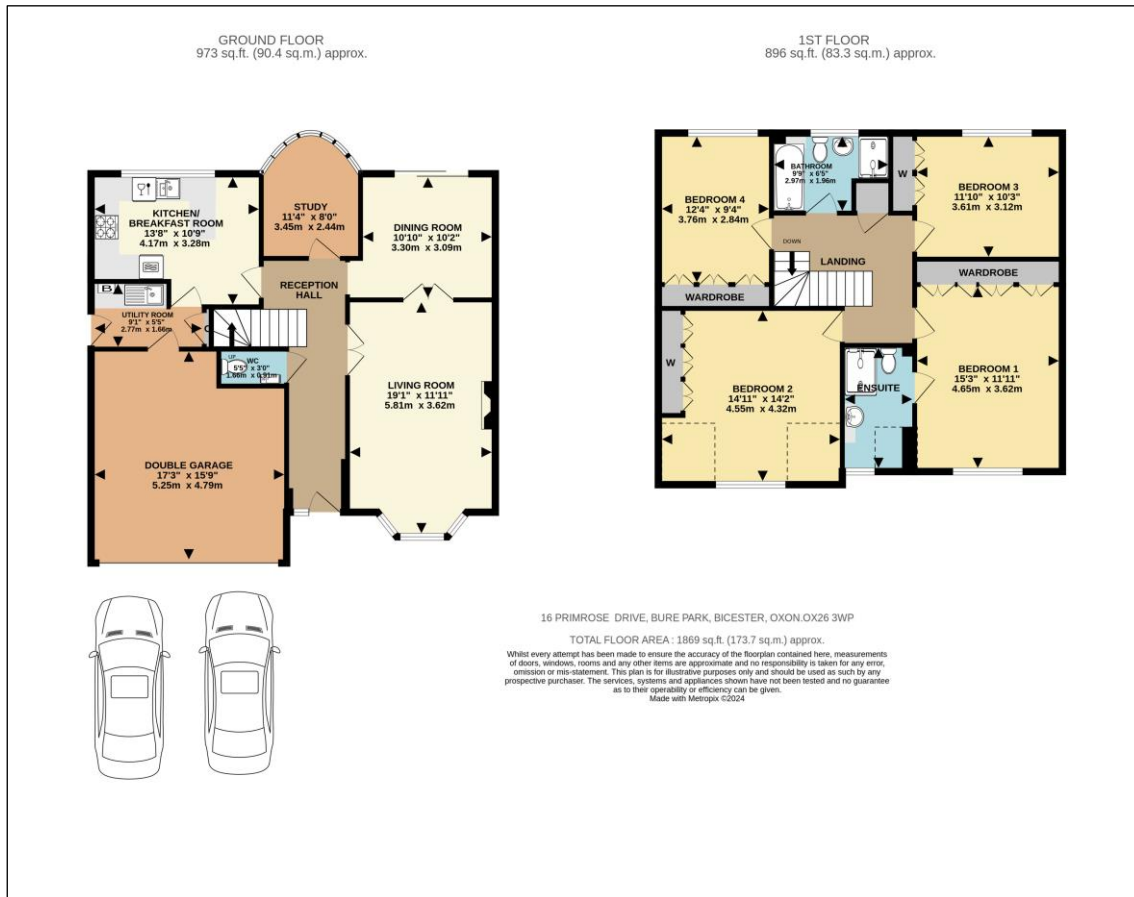 GROUND FLOOR
973 sq.ft. (90.4 sq.m.) approx.
1ST FLOOR
896 sq.ft. (83.3 sq.m.) approx.
KITCHEN/
BREAKFAST ROOM
13'8" x 10'9"
4.17m x 3.28m
STUDY
11'4" x 8'0"
3.45m x 2.44m
DINING ROOM
10'10" x 10'2"
3.30m x 3.09m
RECEPTION
HALL
B
UTILITY ROOM
9'1" x 5'5"
2.77m x 1.66m
C
UP
WC
5'5" x 3'0"
1.66m x 0.91m
LIVING ROOM
19'1" x 11'11"
5.81m x 3.62m
DOUBLE GARAGE
17'3" x 15'9"
5.25m x 4.79m
BEDROOM 4
12'4" x 9'4"
3.76m x 2.84m
BATHROOM
9'9" x 6'5"
2.97m x 1.96m
W
BEDROOM 3
11'10" x 10'3"
3.61m x 3.12m
DOWN
LANDING
WARDROBE
WARDROBE
W
BEDROOM 2
14'11" x 14'2"
4.55m x 4.32m
ENSUITE
BEDROOM 1
15'3" x 11'11"
4.65m x 3.62m
16 PRIMROSE DRIVE, BURE PARK, BICESTER, OXON.OX26 3WP
TOTAL FLOOR AREA : 1869 sq.ft. (173.7 sq.m.) approx.
Whilst every attempt has been made to ensure the accuracy of the floorplan contained here, measurements
of doors, windows, rooms and any other items are approximate and no responsibility is taken for any error,
omission or mis-statement. This plan is for illustrative purposes only and should be used as such by any
prospective purchaser. The services, systems and appliances shown have not been tested and no guarantee
as to their operability or efficiency can be given.
Made with Metropix ©2024